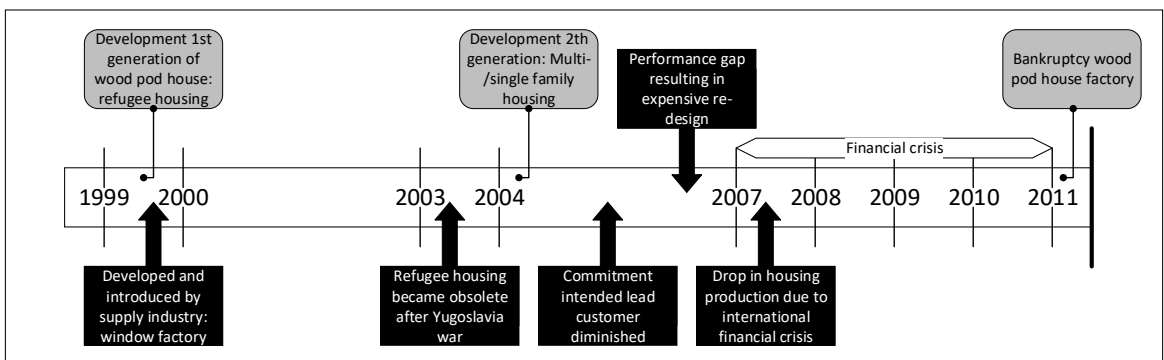 Development 1st
generation of
wood pod house:
refugee housing
Development 2th
generation: Multi-
/single family
housing
Performance gap
resulting in
expensive re-
design
Bankruptcy wood
pod house factory
Financial crisis
1999 2000 2003 2004 2007 2008 2009 2010 2011
Developed and
introduced by
supply industry:
window factory
Refugee housing
became obsolete
after Yugoslavia
war
Commitment
intended lead
customer
diminished
Drop in housing
production due to
international
financial crisis